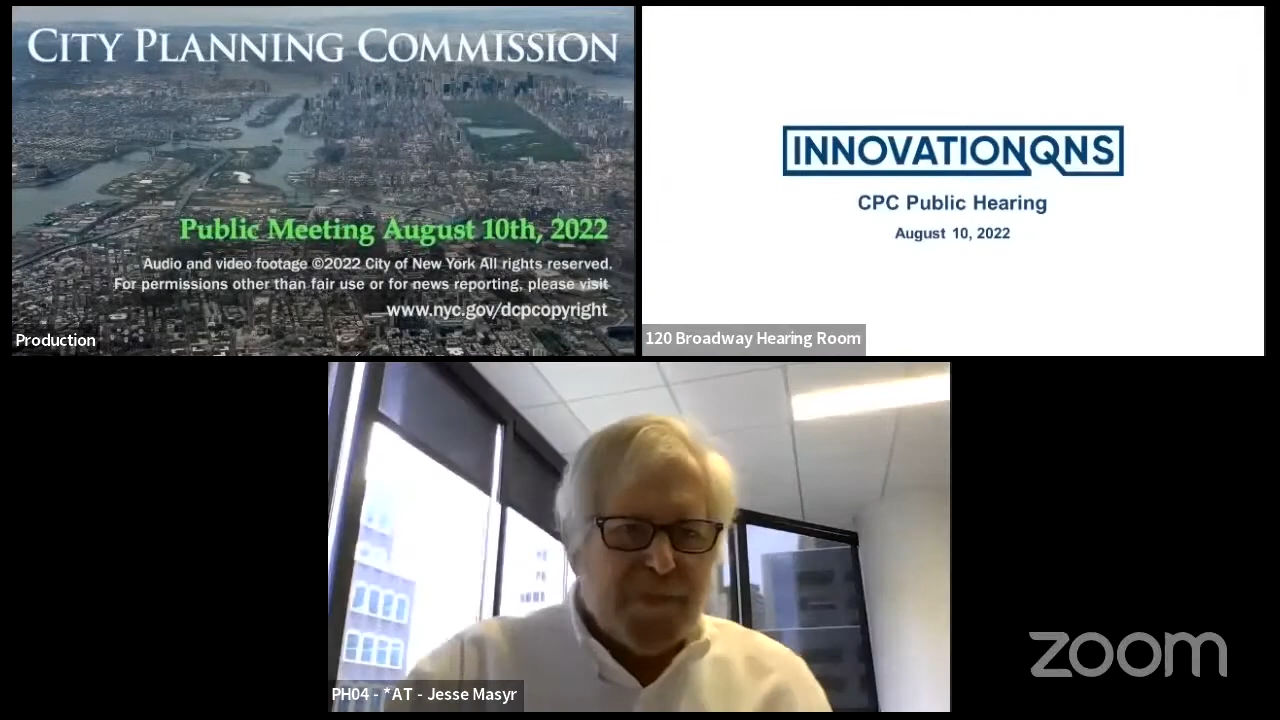 CITY PLANNING COMMISSION
Public Meeting August 10th, 2022
Audio and video footage ©2022 City of New York All rights reserved.
For permissions other than fair use or for news reporting, please visit
www.nyc.gov/dcpcopyright
Production
INNOVATIONQNS
CPC Public Hearing
August 10, 2022
120 Broadway Hearing Room
PH04 - *AT - Jesse Masyr
zoom